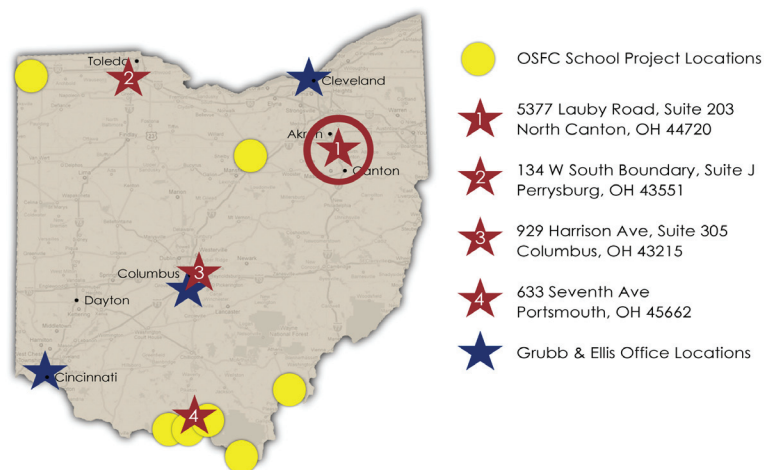 Toledo
2
Cleveland
Akron
1
Canton
Columbus
3
Dayton
Cincinnati
4
OSFC School Project Locations
1
5377 Lauby Road, Suite 203
North Canton, OH 44720
2
134 W South Boundary, Suite J
Perrysburg, OH 43551
3
929 Harrison Ave, Suite 305
Columbus, OH 43215
4
633 Seventh Ave
Portsmouth, OH 45662
Grubb & Ellis Office Locations